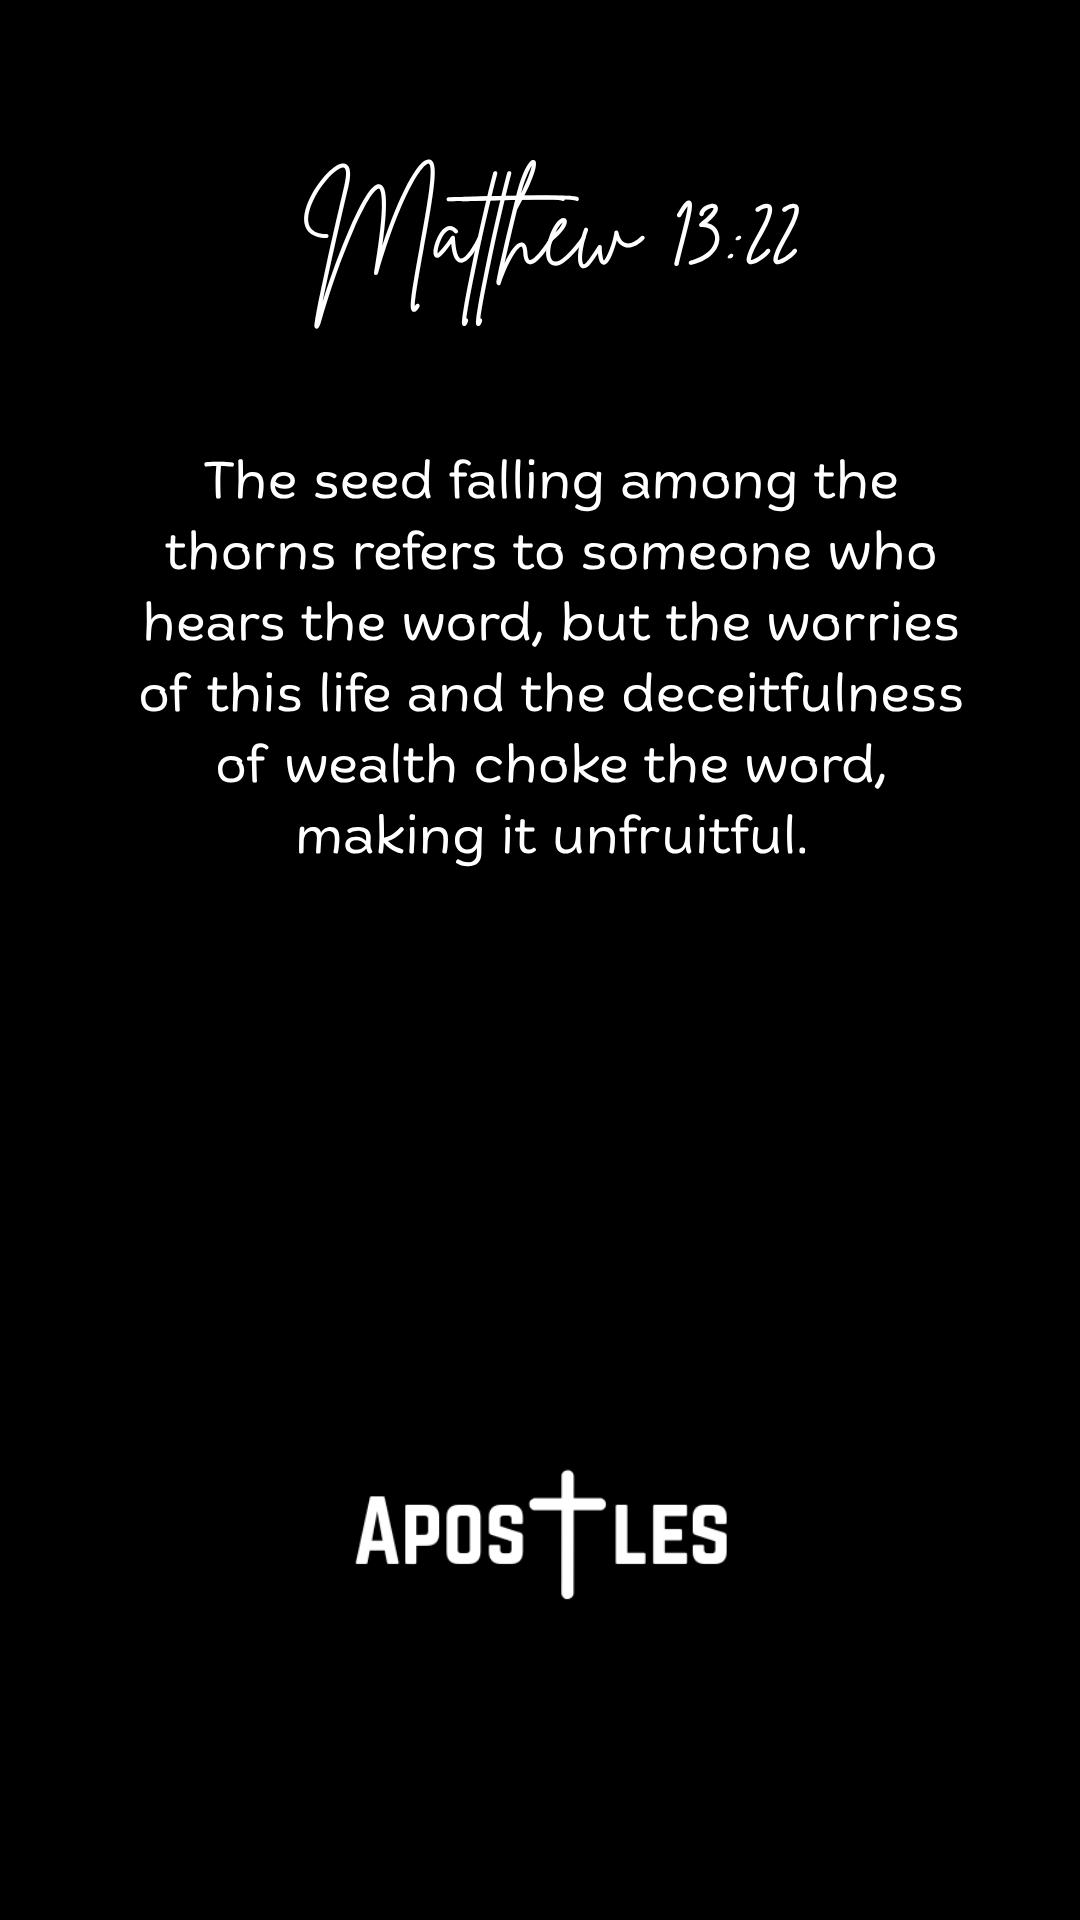 Matthew 13:22
The seed falling among the
thorns refers to someone who
hears the word, but the worries
of this life and the deceitfulness
of wealth choke the word,
making it unfruitful.
APOSTLES